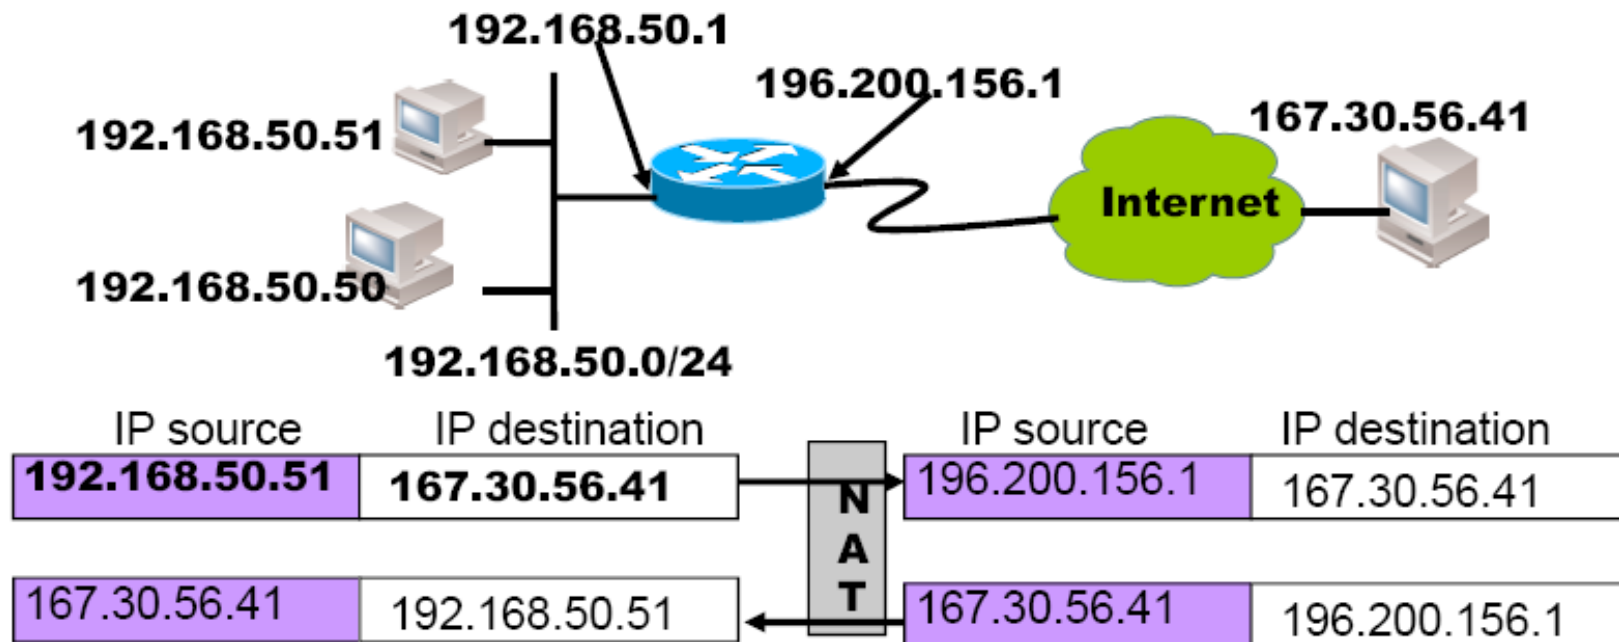 192.168.50.1
196.200.156.1
167.30.56.41
192.168.50.51
Internet
192.168.50.50
192.168.50.0/24
IP source IP destination IP source IP destination
192.168.50.51 167.30.56.41 196.200.156.1 167.30.56.41
NAT
167.30.56.41 192.168.50.51 167.30.56.41 196.200.156.1